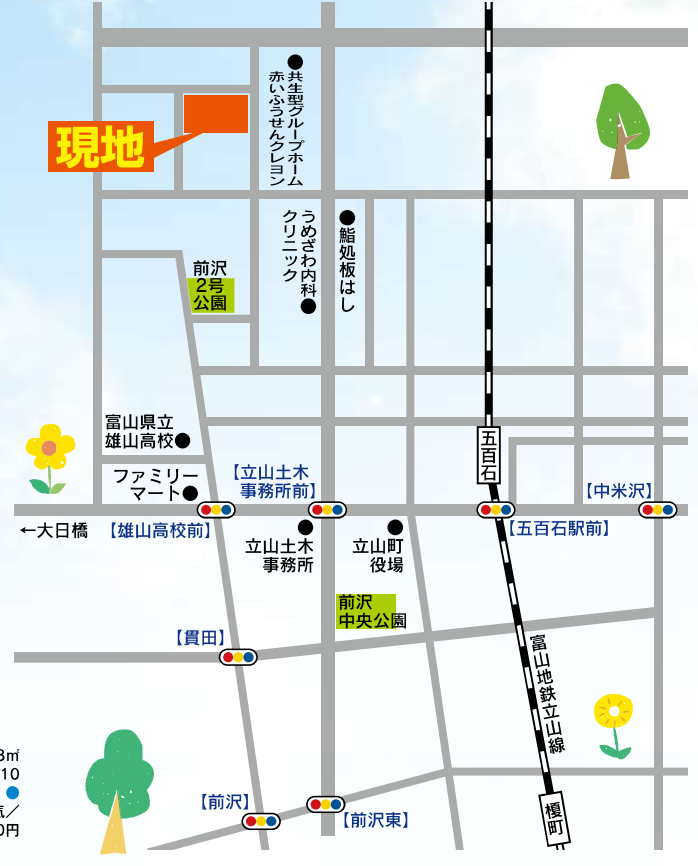 共生型グループホーム
赤いふうせんクレヨン
現地
うめざわ内科
クリニック
鮨処板はし
前沢
2号
公園
富山県立
雄山高校
ファミリー
マート
【立山土木
事務所前】
五百石
【中米沢】
←大日橋
【雄山高校前】
立山土木
事務所
立山町
役場
【五百石駅前】
前沢
中央公園
【貫田】
富山地鉄立山線
3㎡
10
気／
0円
【前沢】
【前沢東】
榎町